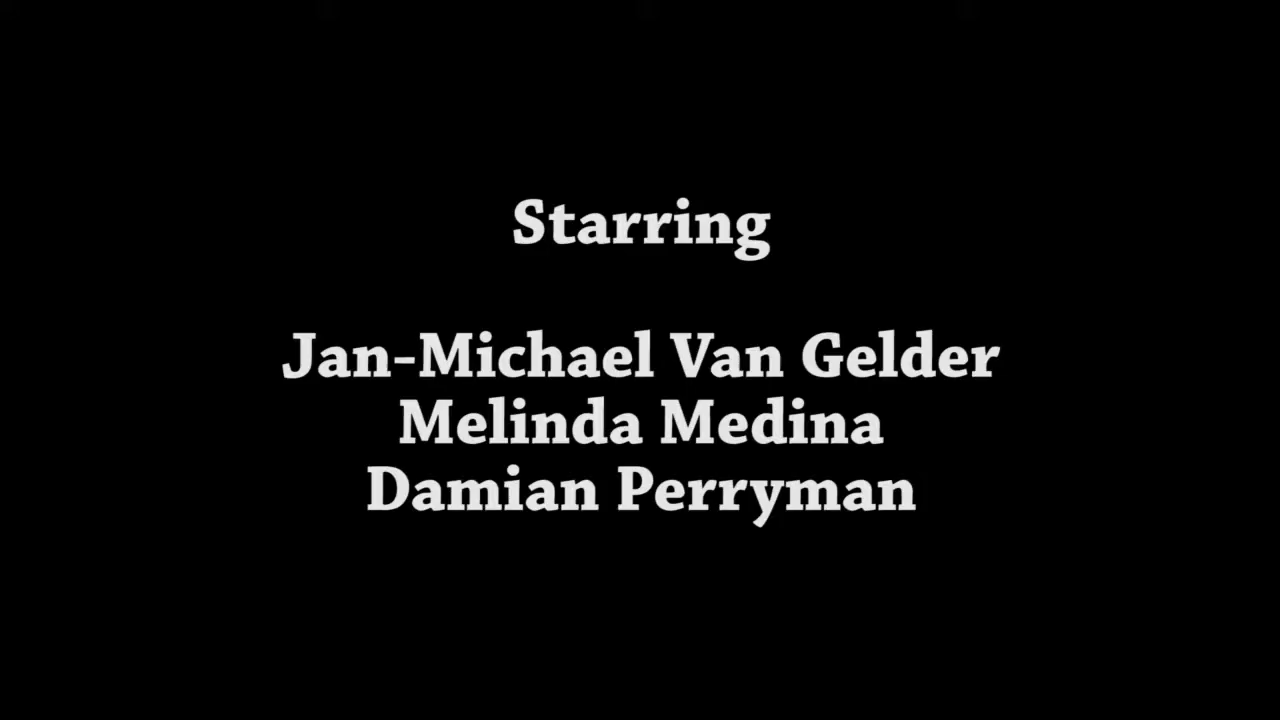 Starring
Jan-Michael Van Gelder
Melinda Medina
Damian Perryman